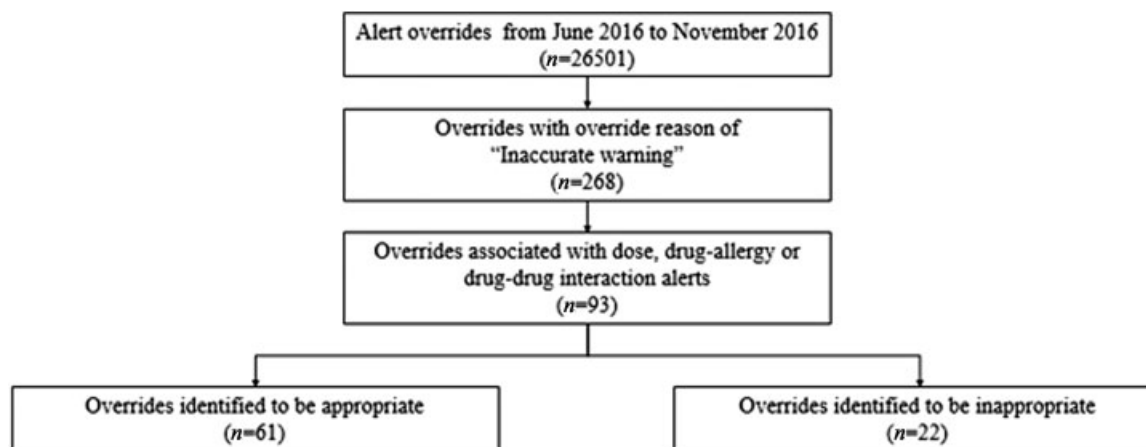 Alert overrides from June 2016 to November 2016
(n=26501)
Overrides with override reason of
“Inaccurate warning”
(n=268)
Overrides associated with dose, drug-allergy or
drug-drug interaction alerts
(n=93)
Overrides identified to be appropriate
(n=61)
Overrides identified to be inappropriate
(n=22)